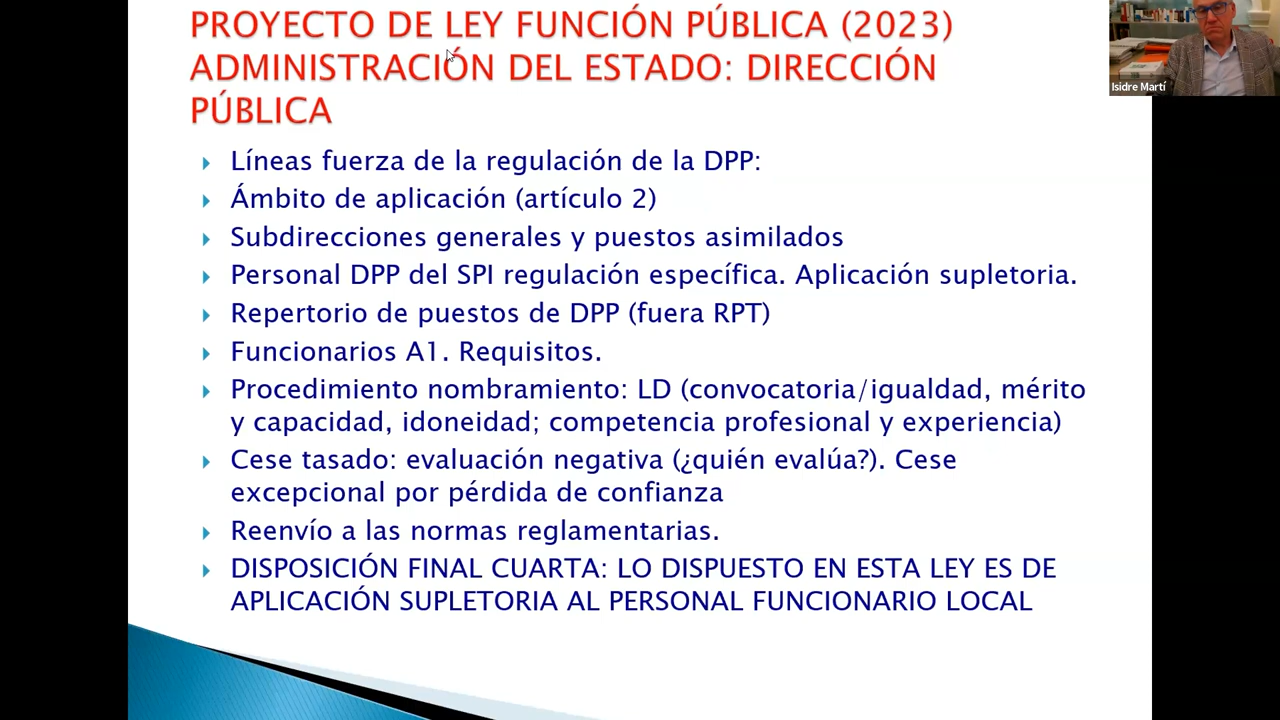 PROYECTO DE LEY FUNCIÓN PÚBLICA (2023)
ADMINISTRACIÓN DEL ESTADO: DIRECCIÓN
PÚBLICA
Isidre Martí
Líneas fuerza de la regulación de la DPP:
Ámbito de aplicación (artículo 2)
Subdirecciones generales y puestos asimilados
Personal DPP del SPI regulación específica. Aplicación supletoria.
Repertorio de puestos de DPP (fuera RPT)
Funcionarios A1. Requisitos.
Procedimiento nombramiento: LD (convocatoria/igualdad, mérito
y capacidad, idoneidad; competencia profesional y experiencia)
Cese tasado: evaluación negativa (¿quién evalúa?). Cese
excepcional por pérdida de confianza
Reenvío a las normas reglamentarias.
DISPOSICIÓN FINAL CUARTA: LO DISPUESTO EN ESTA LEY ES DE
APLICACIÓN SUPLETORIA AL PERSONAL FUNCIONARIO LOCAL